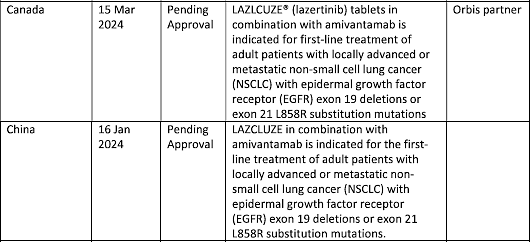 Canada 15 Mar 2024 Pending Approval LAZLCUZE® (lazertinib) tablets in Orbis partner
combination with amivantamab is
indicated for first-line treatment of
adult patients with locally advanced or
metastatic non-small cell lung cancer
(NSCLC) with epidermal growth factor
receptor (EGFR) exon 19 deletions or
exon 21 L858R substitution mutations
China 16 Jan 2024 Pending Approval LAZCLUZE in combination with
amivantamab is indicated for the first-
line treatment of adult patients with
locally advanced or metastatic non-
small cell lung cancer (NSCLC) with
epidermal growth factor receptor
(EGFR) exon 19 deletions or exon 21
L858R substitution mutations.